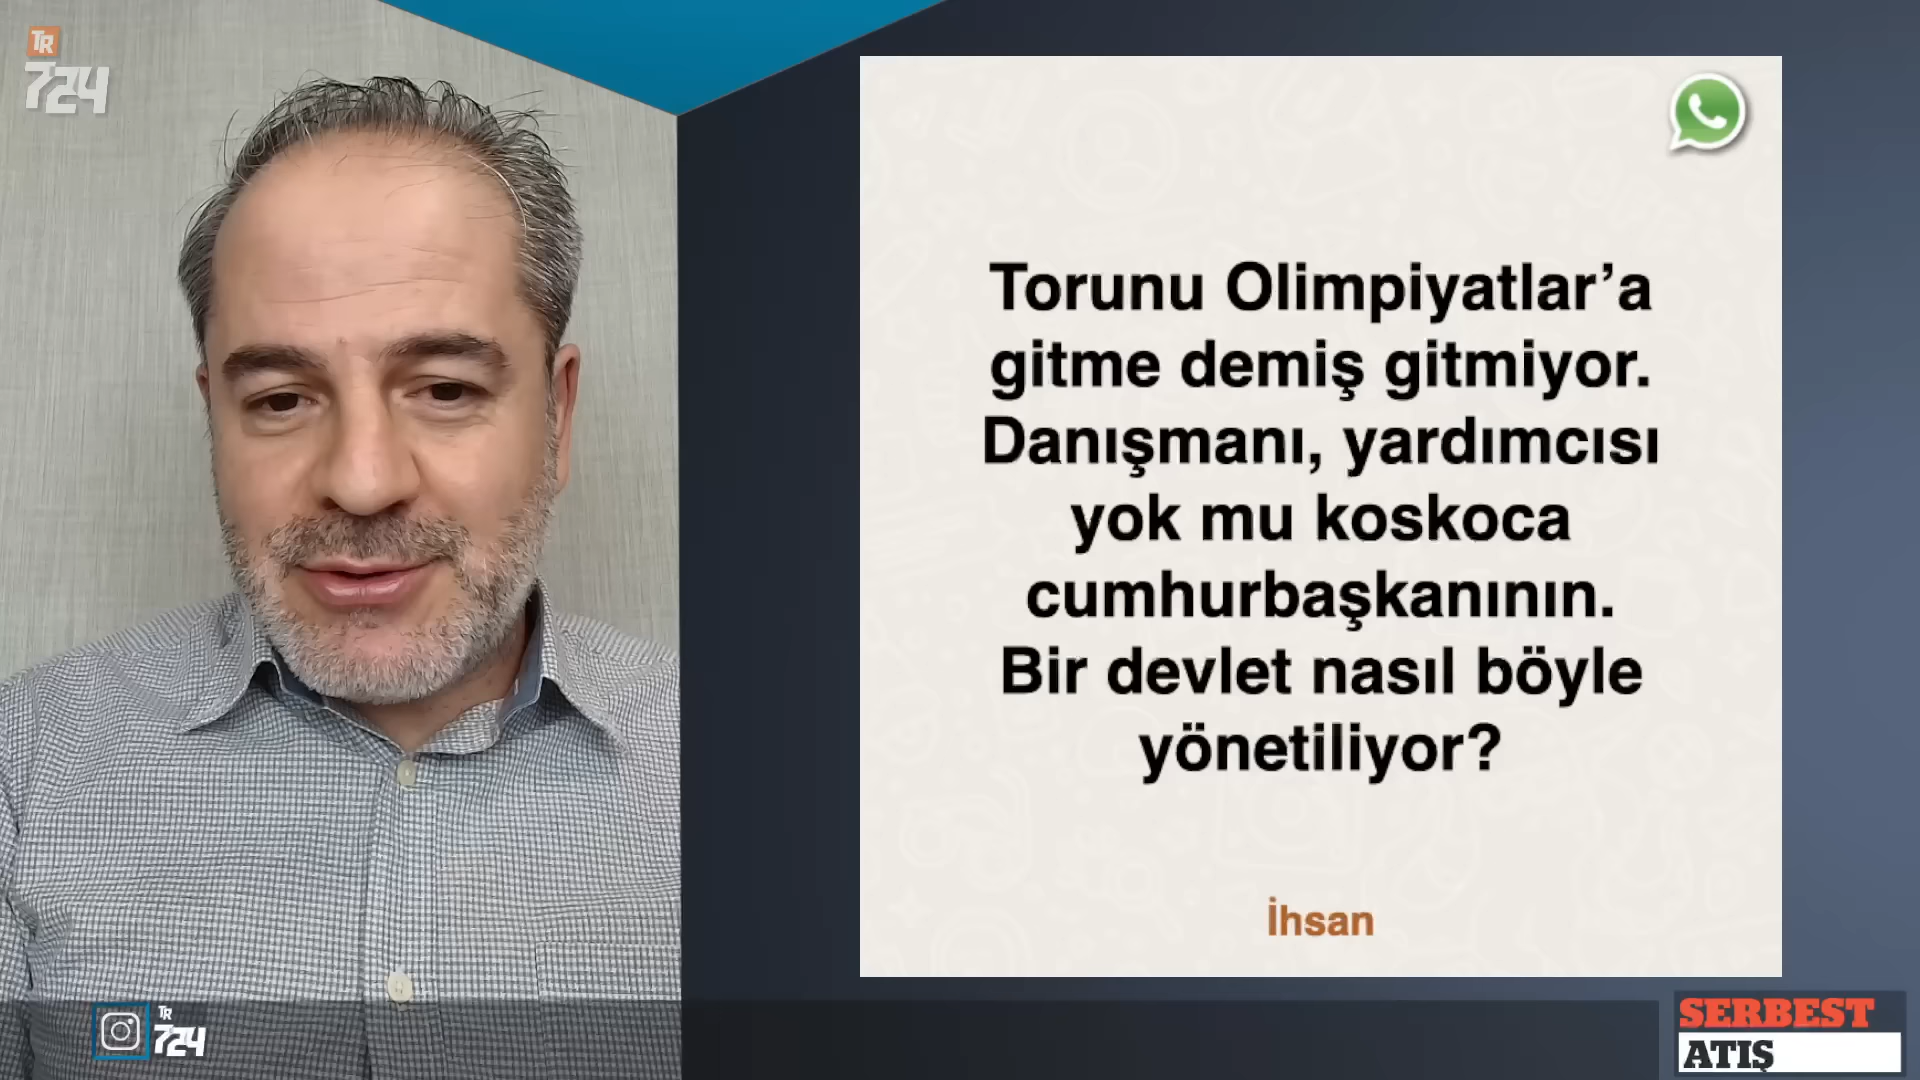 TR
724
Torunu Olimpiyatlar’a
gitme demiş gitmiyor.
Danışmanı, yardımcısı
yok mu koskoca
cumhurbaşkanının.
Bir devlet nasıl böyle
yönetiliyor?
İhsan
TR
724
SERBEST
ATIŞ